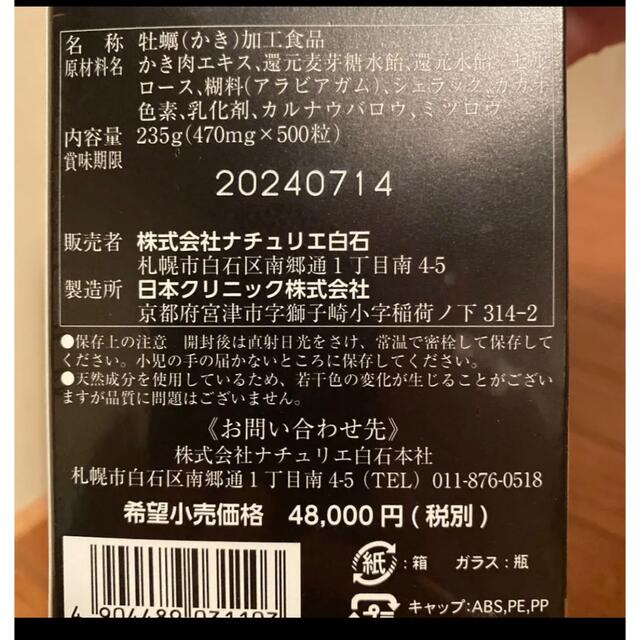 名　称　牡蠣(かき)加工食品
原材料名　かき肉エキス、還元麦芽糖水飴、還元水飴、セル
ロース、糊料(アラビアガム)、シェラック、カカオ
色素、乳化剤、カルナウバロウ、ミツロウ
内容量　235g(470mg×500粒)
賞味期限
20240714
販売者　株式会社ナチュリエ白石
札幌市白石区南郷通1丁目南4-5
製造所　日本クリニック株式会社
京都府宮津市字獅子崎小字稲荷ノ下314-2
●保存上の注意　開封後は直射日光をさけ、常温で密栓して保存して
ください。小児の手の届かないところに保存してください。
●天然成分を使用しているため、若干色の変化が生じることがござい
ますが品質に問題はございません。
《お問い合わせ先》
株式会社ナチュリエ白石本社
札幌市白石区南郷通1丁目南4-5（TEL）011-876-0518
希望小売価格　48,000円（税別）
紙：箱　ガラス：瓶
キャップ：ABS,PE,PP